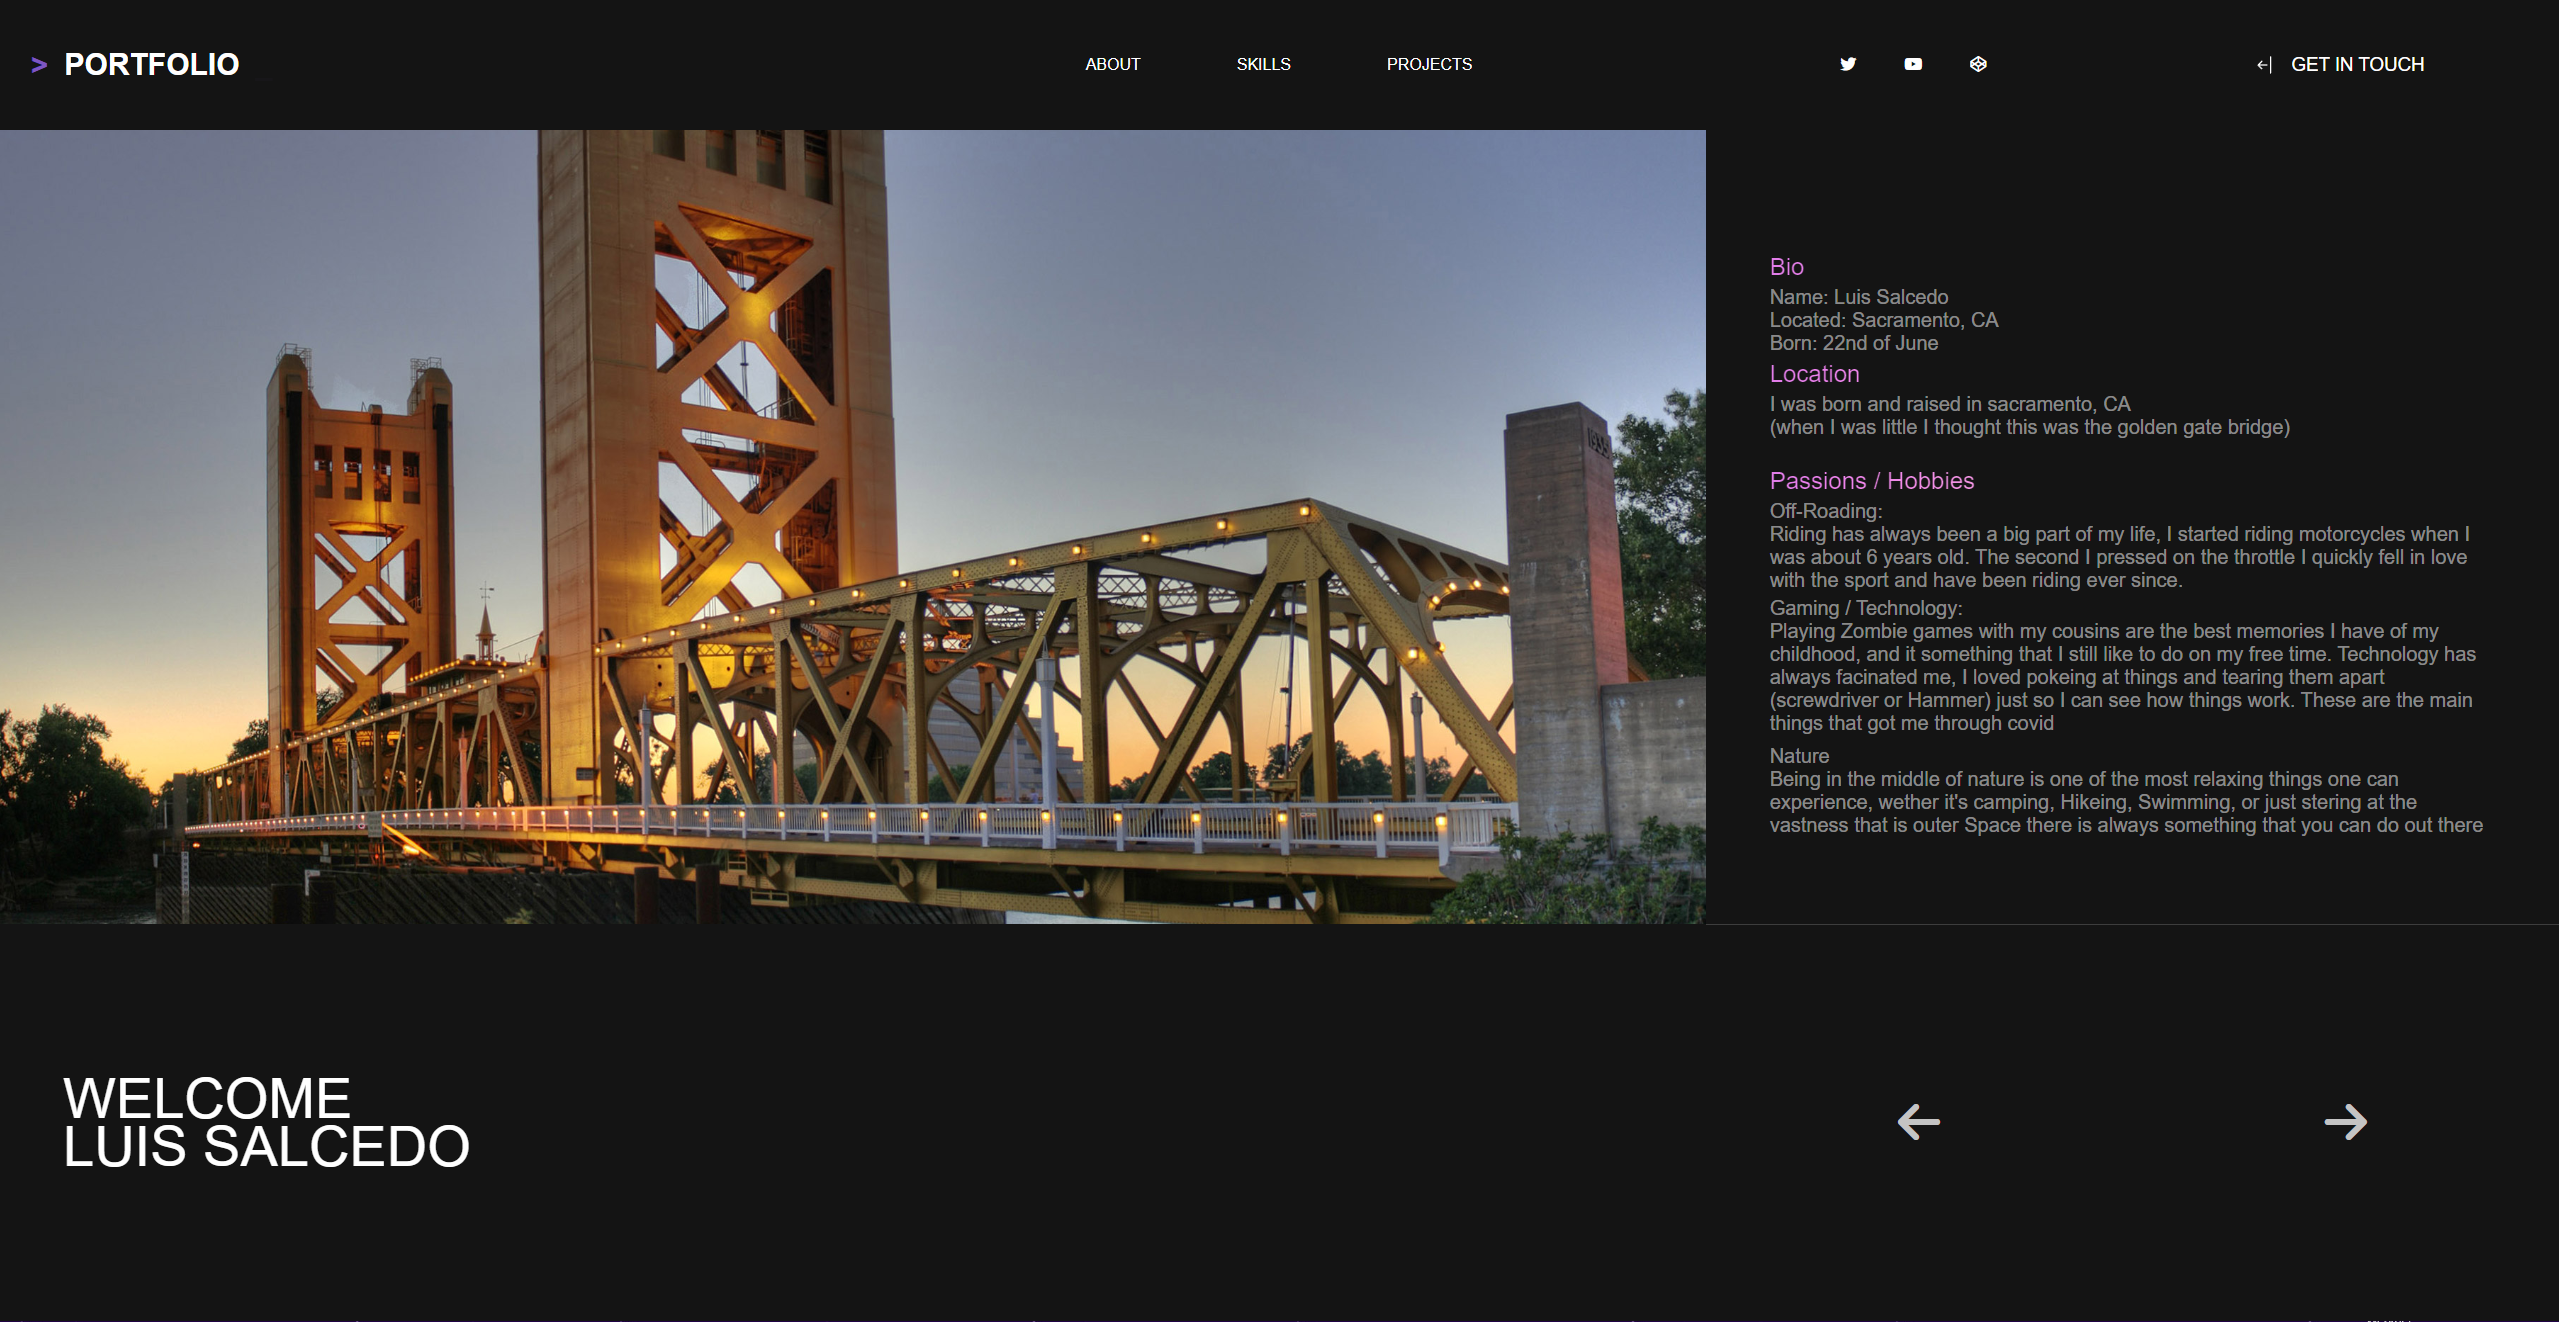 > PORTFOLIO
ABOUT SKILLS PROJECTS
GET IN TOUCH
1935
Bio
Name: Luis Salcedo
Located: Sacramento, CA
Born: 22nd of June
Location
I was born and raised in sacramento, CA
(when I was little I thought this was the golden gate bridge)
Passions / Hobbies
Off-Roading:
Riding has always been a big part of my life, I started riding motorcycles when I
was about 6 years old. The second I pressed on the throttle I quickly fell in love
with the sport and have been riding ever since.
Gaming / Technology:
Playing Zombie games with my cousins are the best memories I have of my
childhood, and it something that I still like to do on my free time. Technology has
always facinated me, I loved pokeing at things and tearing them apart
(screwdriver or Hammer) just so I can see how things work. These are the main
things that got me through covid
Nature
Being in the middle of nature is one of the most relaxing things one can
experience, wether it's camping, Hikeing, Swimming, or just stering at the
vastness that is outer Space there is always something that you can do out there
WELCOME
LUIS SALCEDO